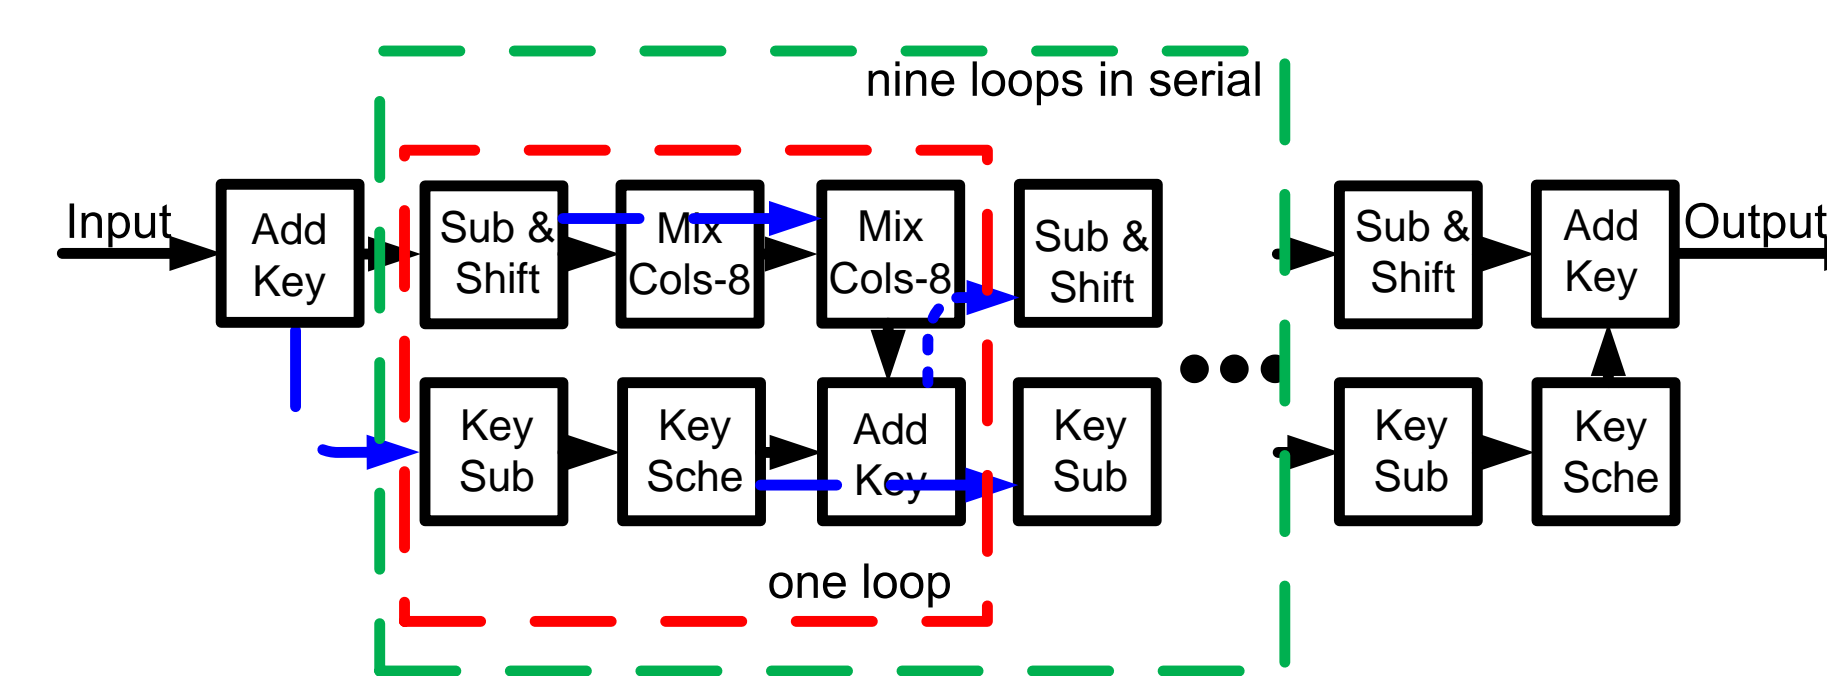 nine loops in serial
Input
Add
Key
Sub &
Shift
Mix
Cols-8
Mix
Cols-8
Sub &
Shift
Sub &
Shift
Add
Key
Output
Key
Sub
Key
Sche
Add
Key
Key
Sub
Key
Sub
Key
Sche
one loop